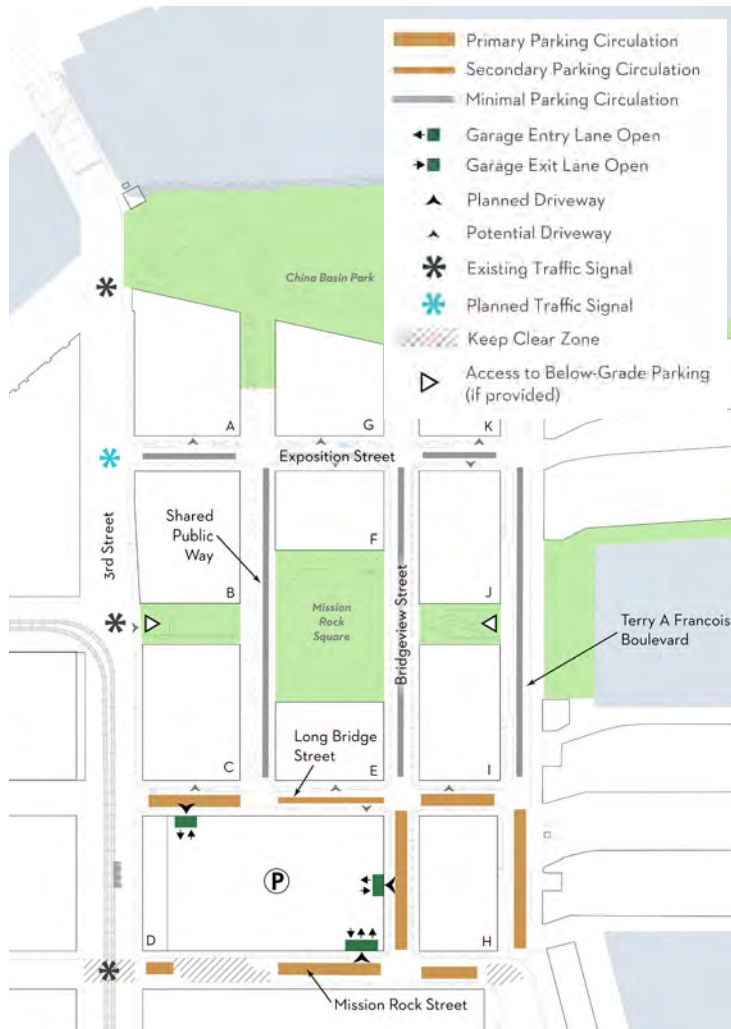 Primary Parking Circulation
Secondary Parking Circulation
Minimal Parking Circulation
Garage Entry Lane Open
Garage Exit Lane Open
Planned Driveway
Potential Driveway
Existing Traffic Signal
Planned Traffic Signal
Keep Clear Zone
Access to Below-Grade Parking
(if provided)
China Basin Park
A
G
K
Exposition Street
3rd Street
Shared
Public
Way
F
B
J
Mission
Rock
Square
Bridgeview Street
Terry A Francois
Boulevard
Long Bridge
Street
C
E
I
P
D
H
Mission Rock Street